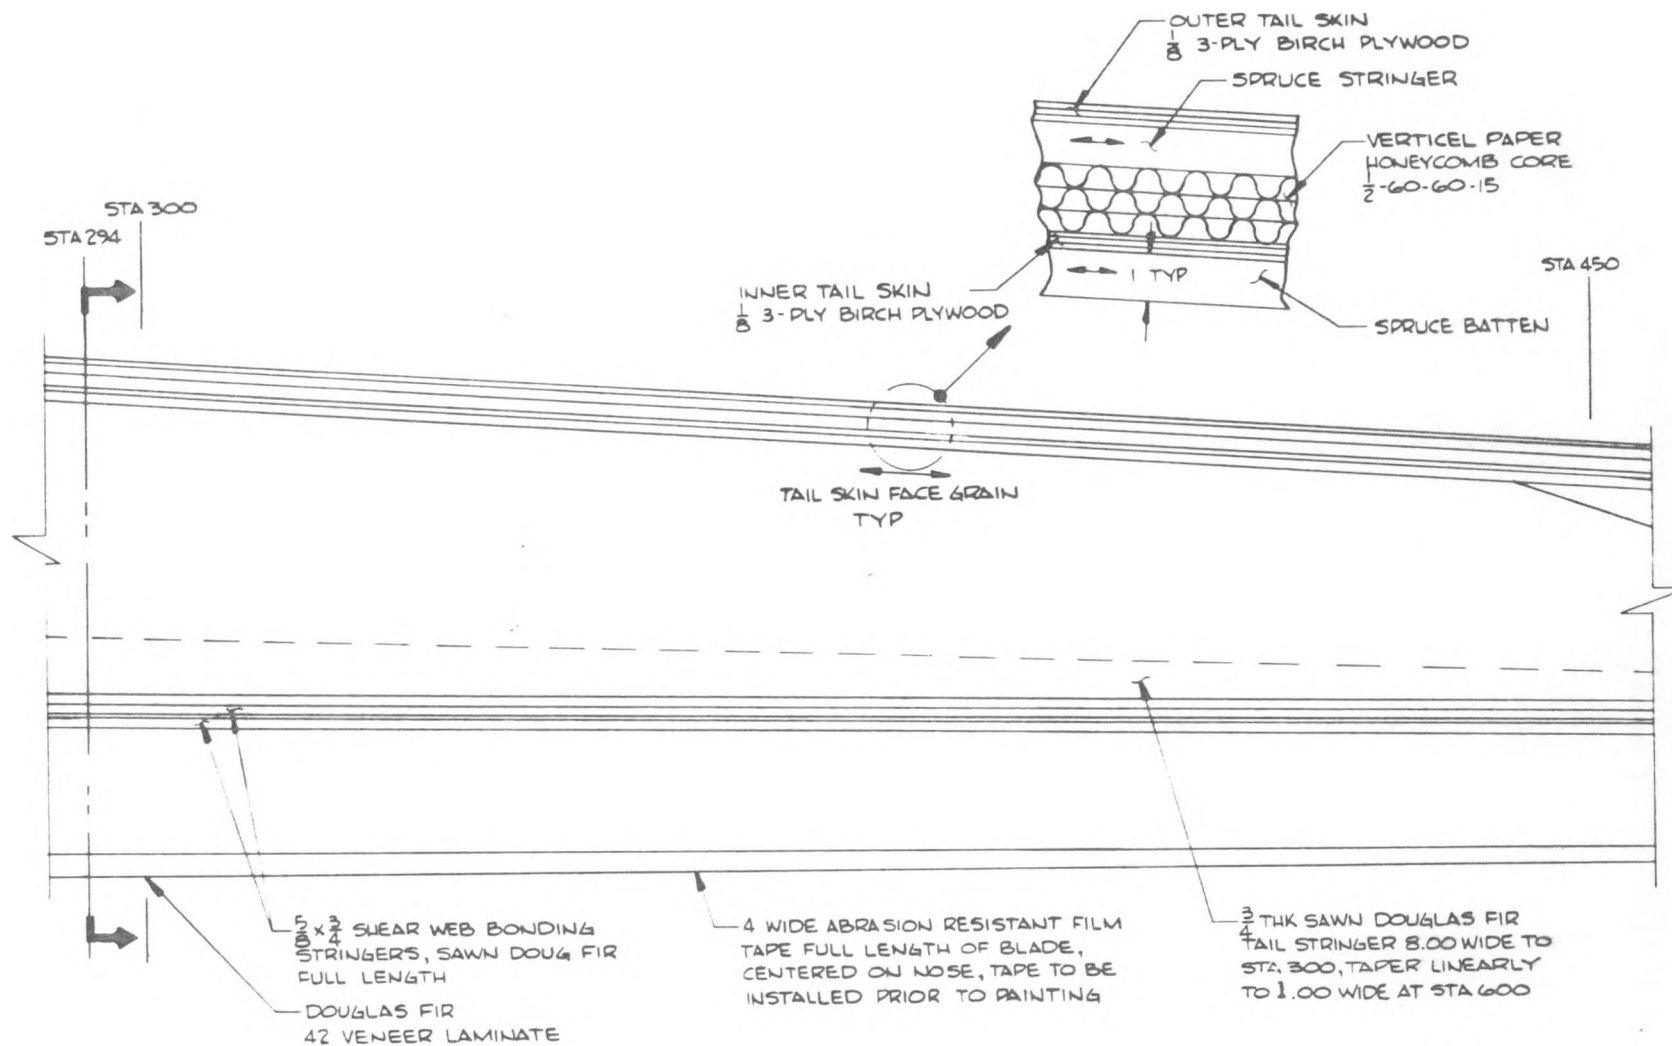 OUTER TAIL SKIN
1/8 3-PLY BIRCH PLYWOOD
SPRUCE STRINGER
VERTICEL PAPER
HONEYCOMB CORE
1/2-60-60-15
STA 300
STA 294
STA 450
1 TYP
INNER TAIL SKIN
1/8 3-PLY BIRCH PLYWOOD
SPRUCE BATTEN
TAIL SKIN FACE GRAIN
TYP
5/8 x 3/4 SHEAR WEB BONDING
STRINGERS, SAWN DOUG FIR
FULL LENGTH
DOUGLAS FIR
42 VENEER LAMINATE
4 WIDE ABRASION RESISTANT FILM
TAPE FULL LENGTH OF BLADE,
CENTERED ON NOSE, TAPE TO BE
INSTALLED PRIOR TO PAINTING
3/4 THK SAWN DOUGLAS FIR
TAIL STRINGER 8.00 WIDE TO
STA. 300, TAPER LINEARLY
TO 1.00 WIDE AT STA 600